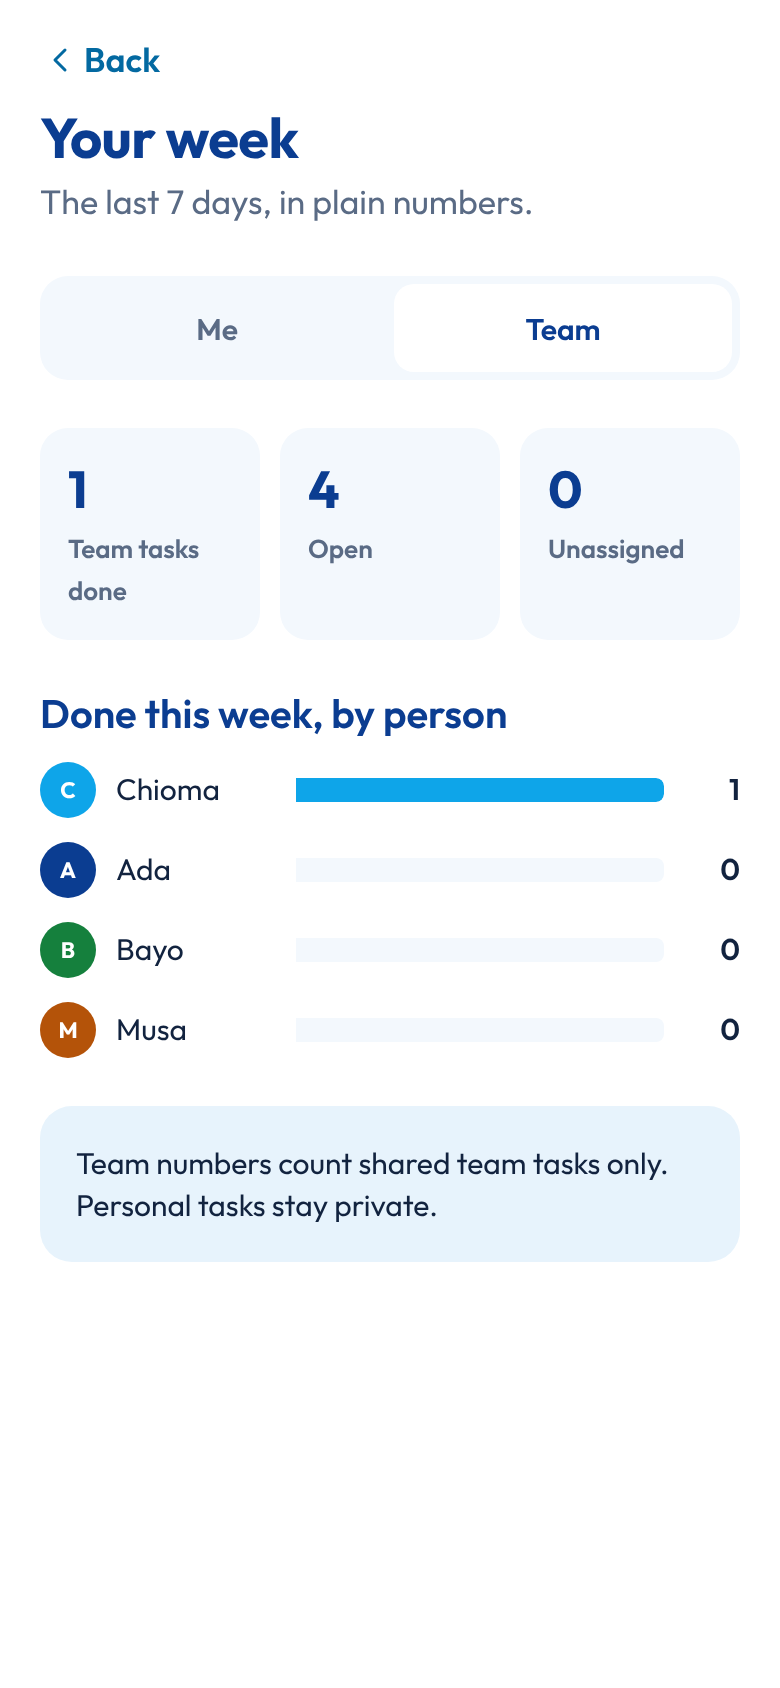 Back
Your week
The last 7 days, in plain numbers.
Me
Team
1
Team tasks
done
4
Open
0
Unassigned
Done this week, by person
C Chioma 1
A Ada 0
B Bayo 0
M Musa 0
Team numbers count shared team tasks only.
Personal tasks stay private.